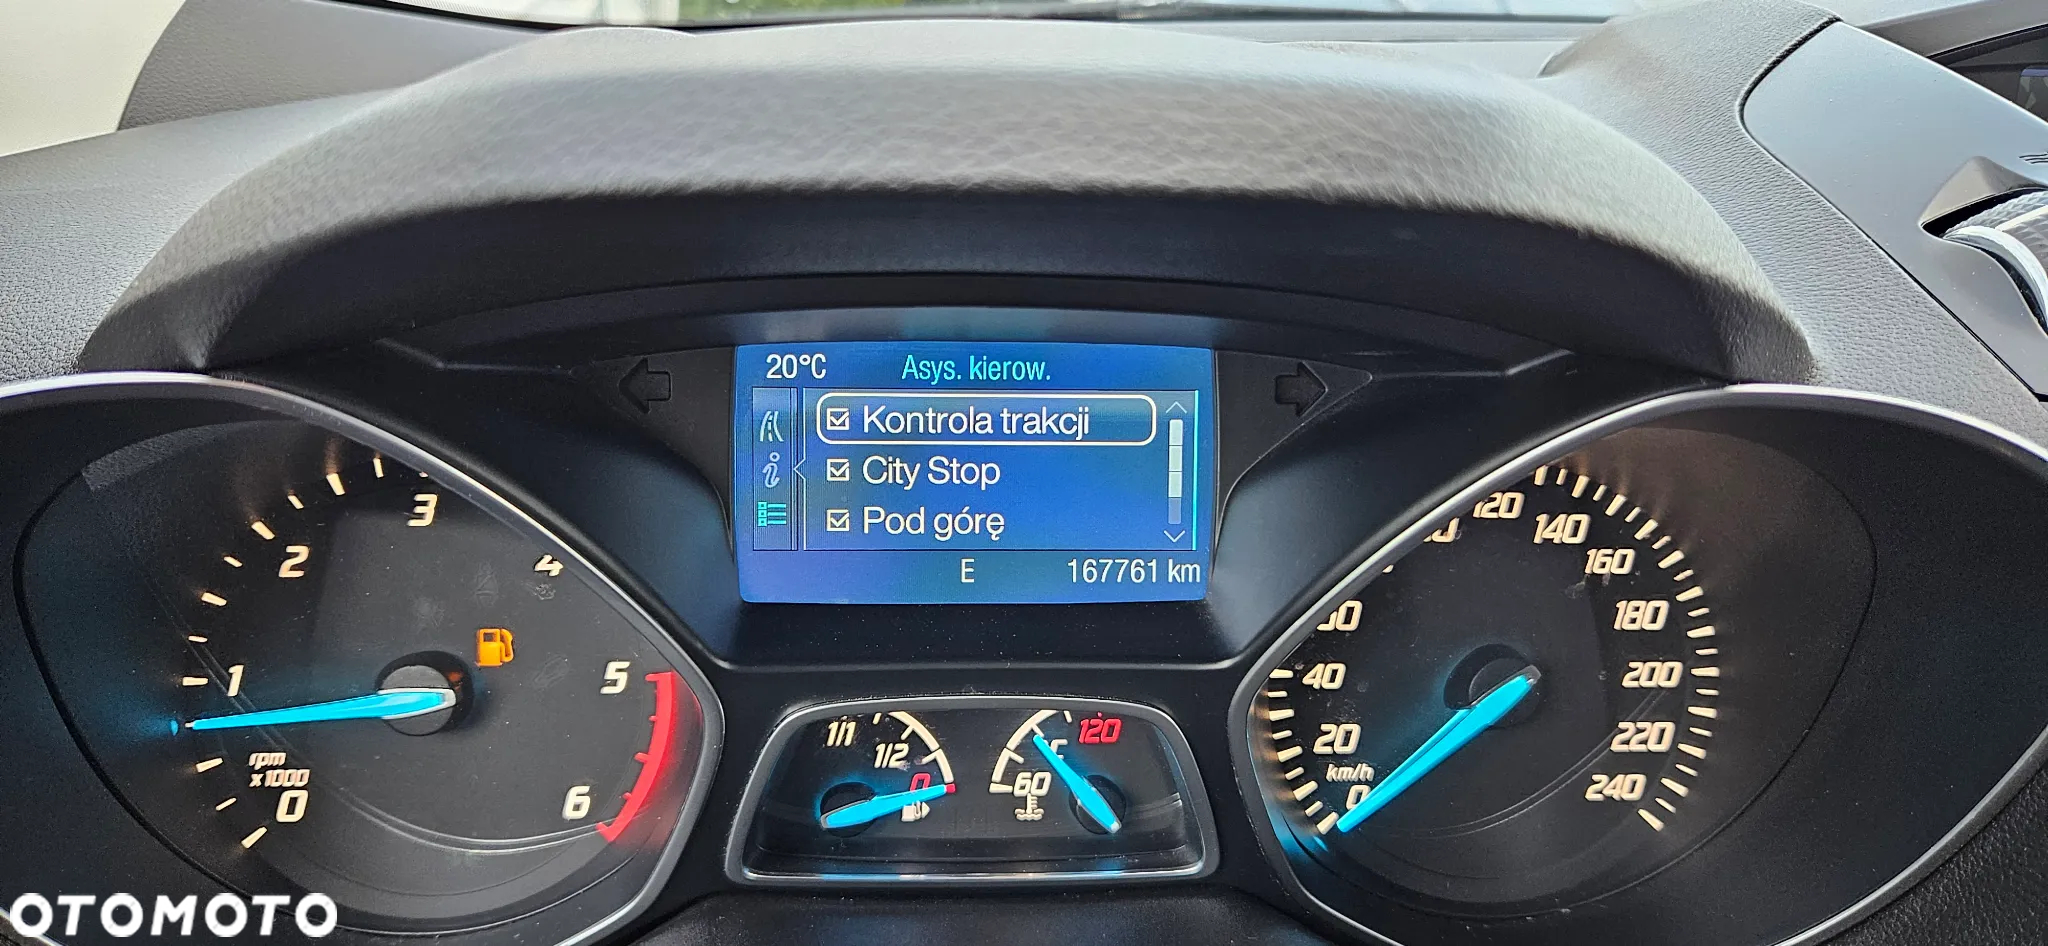 20°C Asys. kierow.
Kontrola trakcji
City Stop
Pod górę
E 167761 km
0 1 2 3 4 5 6
rpm
x1000
1/1 1/2 0
60 °C 120
0 20 40 120 140 160 180 200 220 240
km/h
OTOMOTO